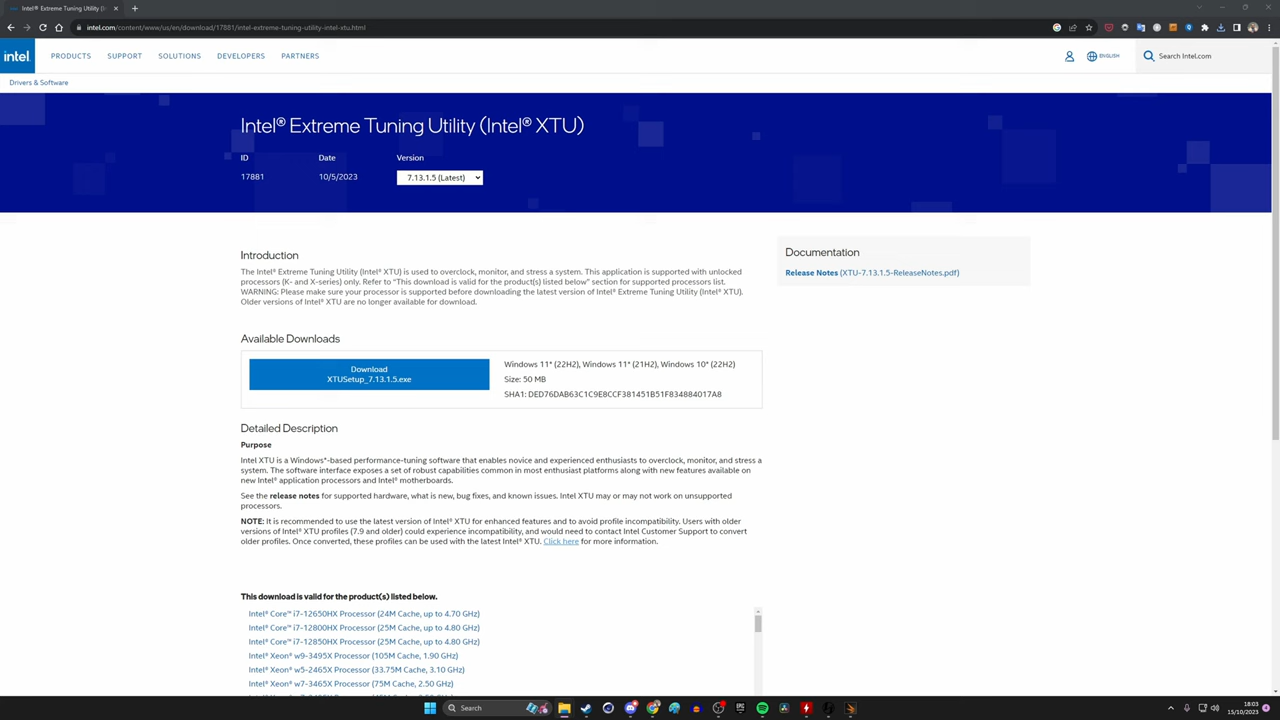 Intel® Extreme Tuning Utility (In
intel.com/content/www/us/en/download/17881/intel-extreme-tuning-utility-intel-xtu.html
intel.
PRODUCTS
SUPPORT
SOLUTIONS
DEVELOPERS
PARTNERS
ENGLISH
Search Intel.com
Drivers & Software
Intel® Extreme Tuning Utility (Intel® XTU)
ID
Date
Version
17881
10/5/2023
7.13.1.5 (Latest)
Introduction
The Intel® Extreme Tuning Utility (Intel® XTU) is used to overclock, monitor, and stress a system. This application is supported with unlocked
processors (K- and X-series) only. Refer to "This download is valid for the product(s) listed below" section for supported processors list.
WARNING: Please make sure your processor is supported before downloading the latest version of Intel® Extreme Tuning Utility (Intel® XTU).
Older versions of Intel® XTU are no longer available for download.
Documentation
Release Notes (XTU-7.13.1.5-ReleaseNotes.pdf)
Available Downloads
Download
XTUSetup_7.13.1.5.exe
Windows 11* (22H2), Windows 11* (21H2), Windows 10* (22H2)
Size: 50 MB
SHA1: DED76DAB63C1C9E8CCF381451B51F834884017A8
Detailed Description
Purpose
Intel XTU is a Windows*-based performance-tuning software that enables novice and experienced enthusiasts to overclock, monitor, and stress a
system. The software interface exposes a set of robust capabilities common in most enthusiast platforms along with new features available on
new Intel® application processors and Intel® motherboards.
See the release notes for supported hardware, what is new, bug fixes, and known issues. Intel XTU may or may not work on unsupported
processors.
NOTE: It is recommended to use the latest version of Intel® XTU for enhanced features and to avoid profile incompatibility. Users with older
versions of Intel® XTU profiles (7.9 and older) could experience incompatibility, and would need to contact Intel Customer Support to convert
older profiles. Once converted, these profiles can be used with the latest Intel® XTU. Click here for more information.
This download is valid for the product(s) listed below.
Intel® Core™ i7-12650HX Processor (24M Cache, up to 4.70 GHz)
Intel® Core™ i7-12800HX Processor (25M Cache, up to 4.80 GHz)
Intel® Core™ i7-12850HX Processor (25M Cache, up to 4.80 GHz)
Intel® Xeon® w9-3495X Processor (105M Cache, 1.90 GHz)
Intel® Xeon® w5-2465X Processor (33.75M Cache, 3.10 GHz)
Intel® Xeon® w7-3465X Processor (75M Cache, 2.50 GHz)
Search
18:03
15/10/2023